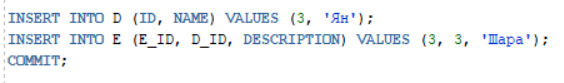 INSERT INTO D (ID, NAME) VALUES (3, 'Ян');
INSERT INTO E (E_ID, D_ID, DESCRIPTION) VALUES (3, 3, 'Шара');
COMMIT;